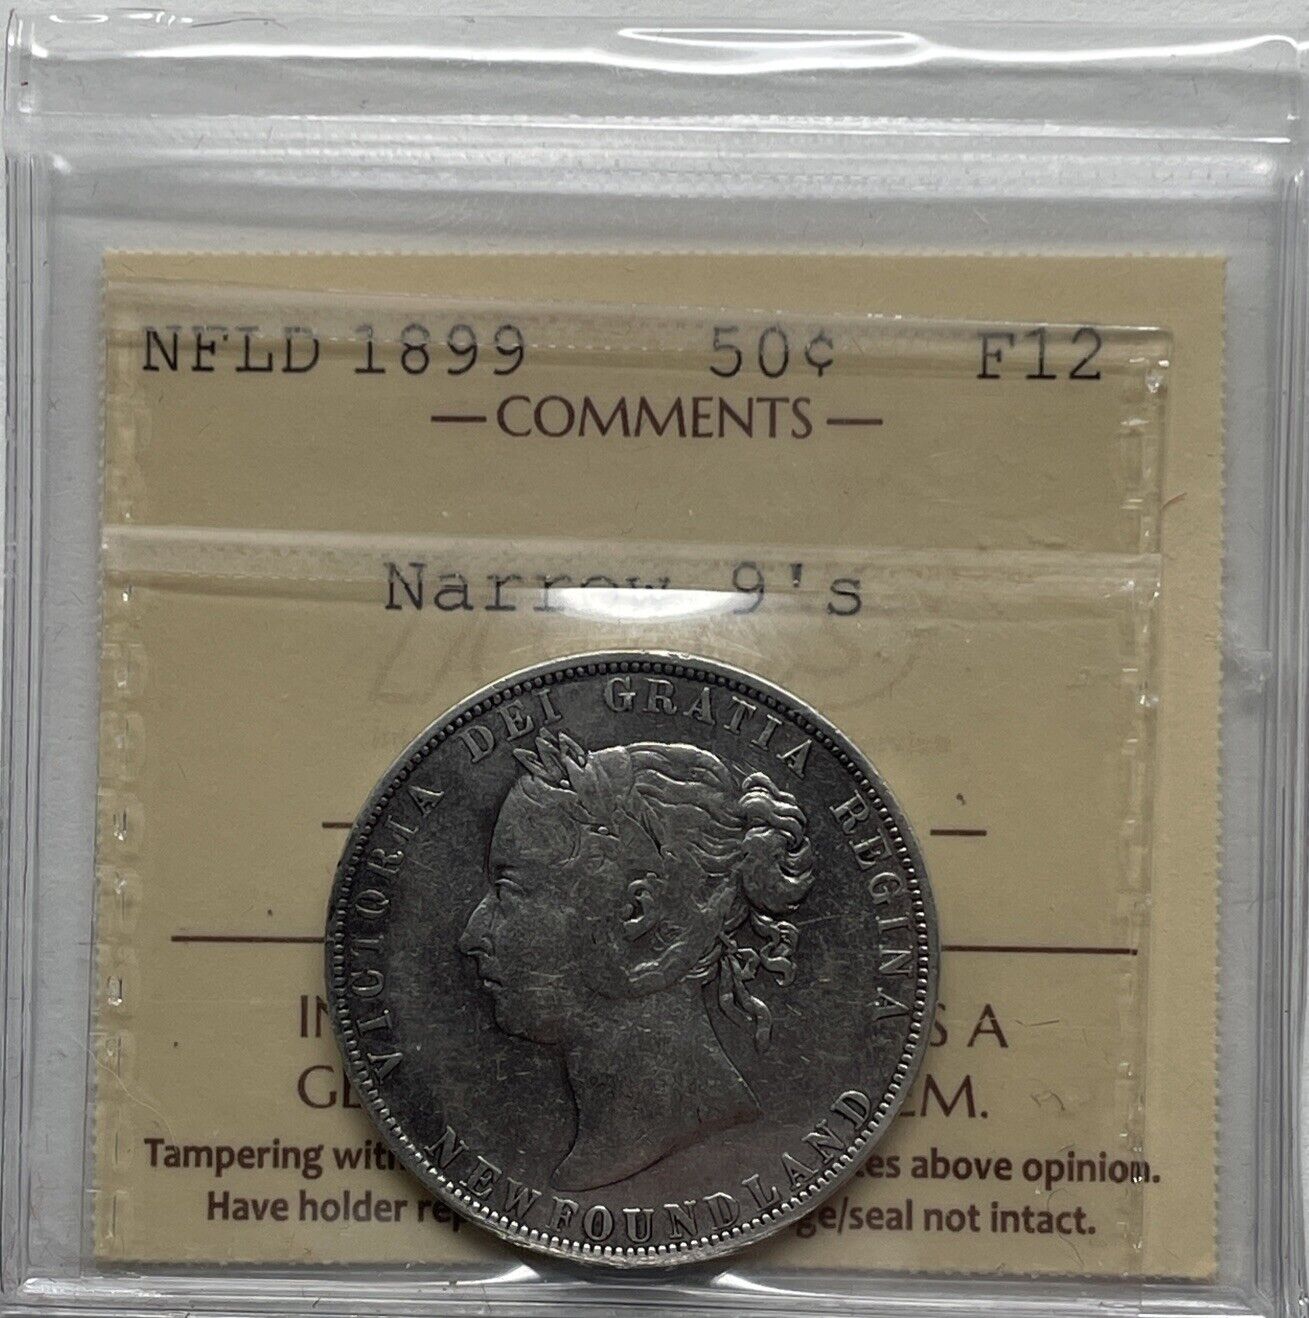 NFLD 1899 50¢ F12
— COMMENTS —
Narrow 9's
VICTORIA DEI GRATIA REGINA
NEWFOUNDLAND
S A
EM.
Tampering with es above opinion.
Have holder ge/seal not intact.